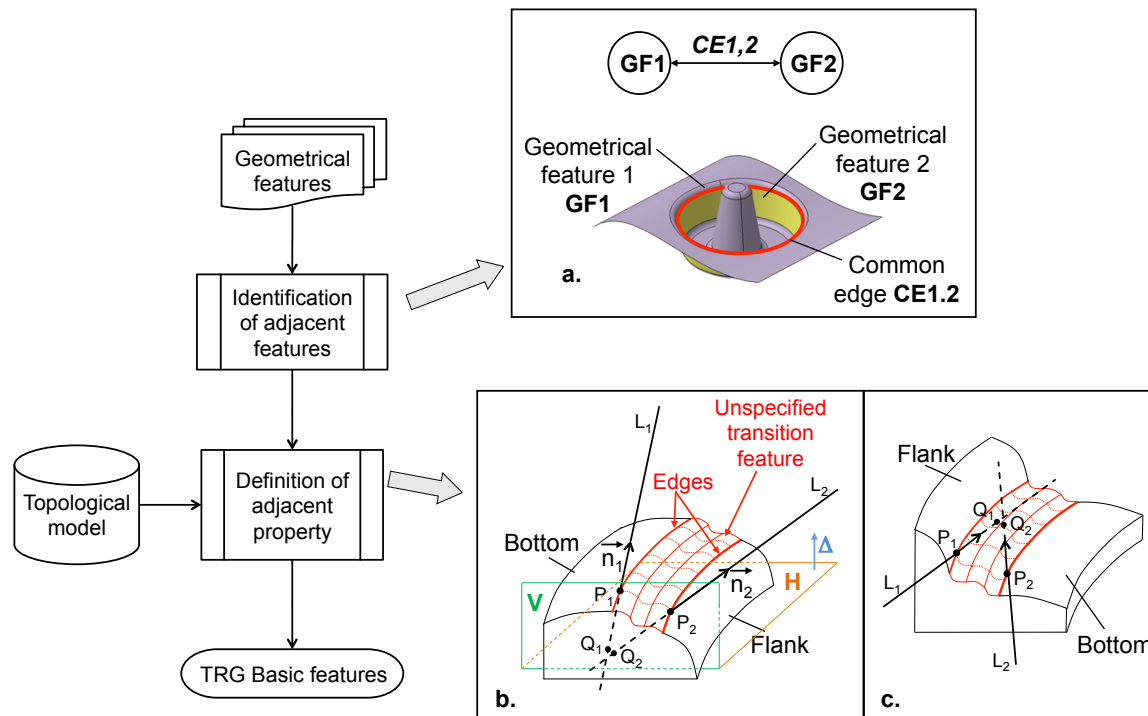 Geometrical
features
Identification
of adjacent
features
Topological
model
Definition of
adjacent
property
TRG Basic features
CE1,2
GF1
GF2
Geometrical
feature 1
GF1
Geometrical
feature 2
GF2
Common
edge CE1.2
a.
L1
Unspecified
transition
feature
Edges
L2
Bottom
n1
Δ
n2
H
V
P1
P2
Q1
Q2
Flank
b.
Flank
Q1
Q2
P1
P2
L1
L2
Bottom
c.